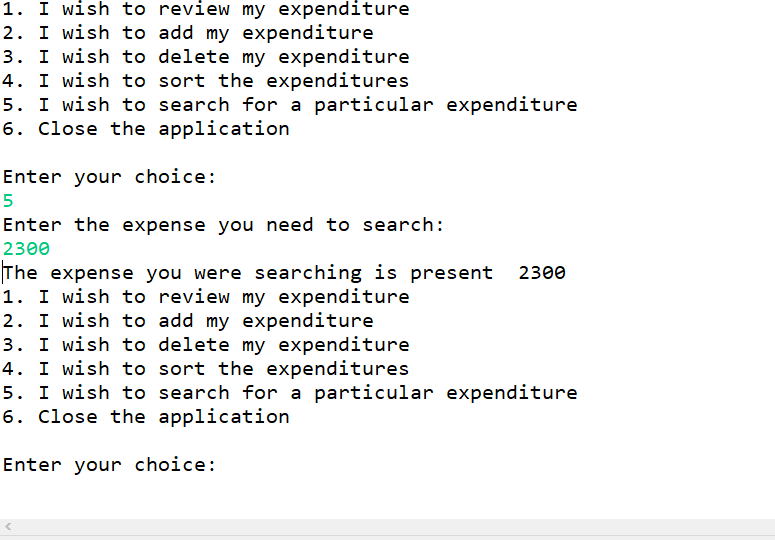 1. I wish to review my expenditure
2. I wish to add my expenditure
3. I wish to delete my expenditure
4. I wish to sort the expenditures
5. I wish to search for a particular expenditure
6. Close the application
Enter your choice:
5
Enter the expense you need to search:
2300
The expense you were searching is present  2300
1. I wish to review my expenditure
2. I wish to add my expenditure
3. I wish to delete my expenditure
4. I wish to sort the expenditures
5. I wish to search for a particular expenditure
6. Close the application
Enter your choice: